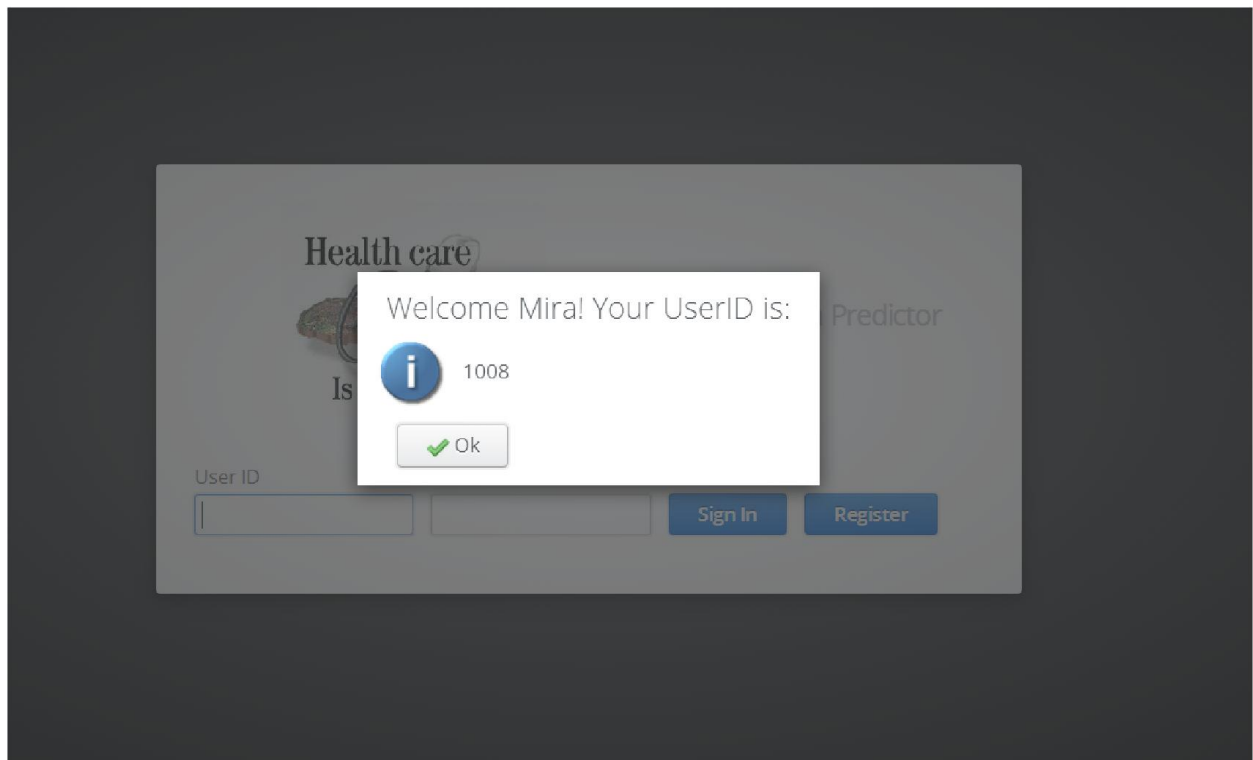 Health care
Welcome Mira! Your UserID is:
Predictor
i
1008
Is
Ok
User ID
Sign In
Register